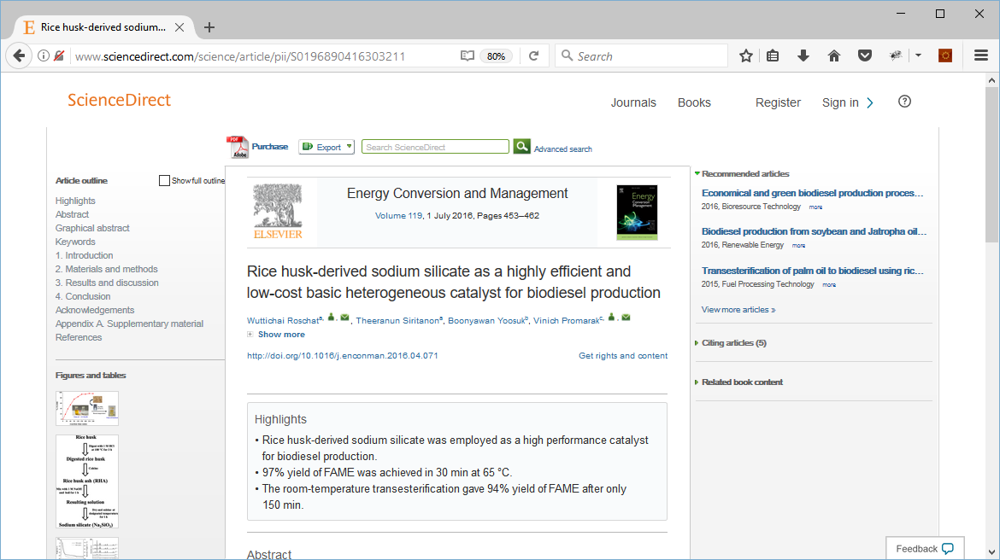 Rice husk-derived sodium...
www.sciencedirect.com/science/article/pii/S0196890416303211
80%
Search
ScienceDirect
Journals
Books
Register
Sign in
?
Purchase
Export
Search ScienceDirect
Advanced search
Article outline
Show full outline
Highlights
Abstract
Graphical abstract
Keywords
1. Introduction
2. Materials and methods
3. Results and discussion
4. Conclusion
Acknowledgements
Appendix A. Supplementary material
References
Figures and tables
Rice husk
Digested rice husk
Rice husk ash (RHA)
Resulting solution
Sodium silicate (Na2SiO3)
ELSEVIER
Energy Conversion and Management
Volume 119, 1 July 2016, Pages 453–462
Energy
Conversion
Management
Rice husk-derived sodium silicate as a highly efficient and
low-cost basic heterogeneous catalyst for biodiesel production
Wuttichai Roschat a, , Theeranun Siritanon a, Boonyawan Yoosuk b, Vinich Promarak c,
Show more
http://doi.org/10.1016/j.enconman.2016.04.071
Get rights and content
Highlights
• Rice husk-derived sodium silicate was employed as a high performance catalyst
for biodiesel production.
• 97% yield of FAME was achieved in 30 min at 65 °C.
• The room-temperature transesterification gave 94% yield of FAME after only
150 min.
Abstract
Recommended articles
Economical and green biodiesel production proces…
2016, Bioresource Technology more
Biodiesel production from soybean and Jatropha oil…
2016, Renewable Energy more
Transesterification of palm oil to biodiesel using ric…
2015, Fuel Processing Technology more
View more articles »
Citing articles (5)
Related book content
Feedback